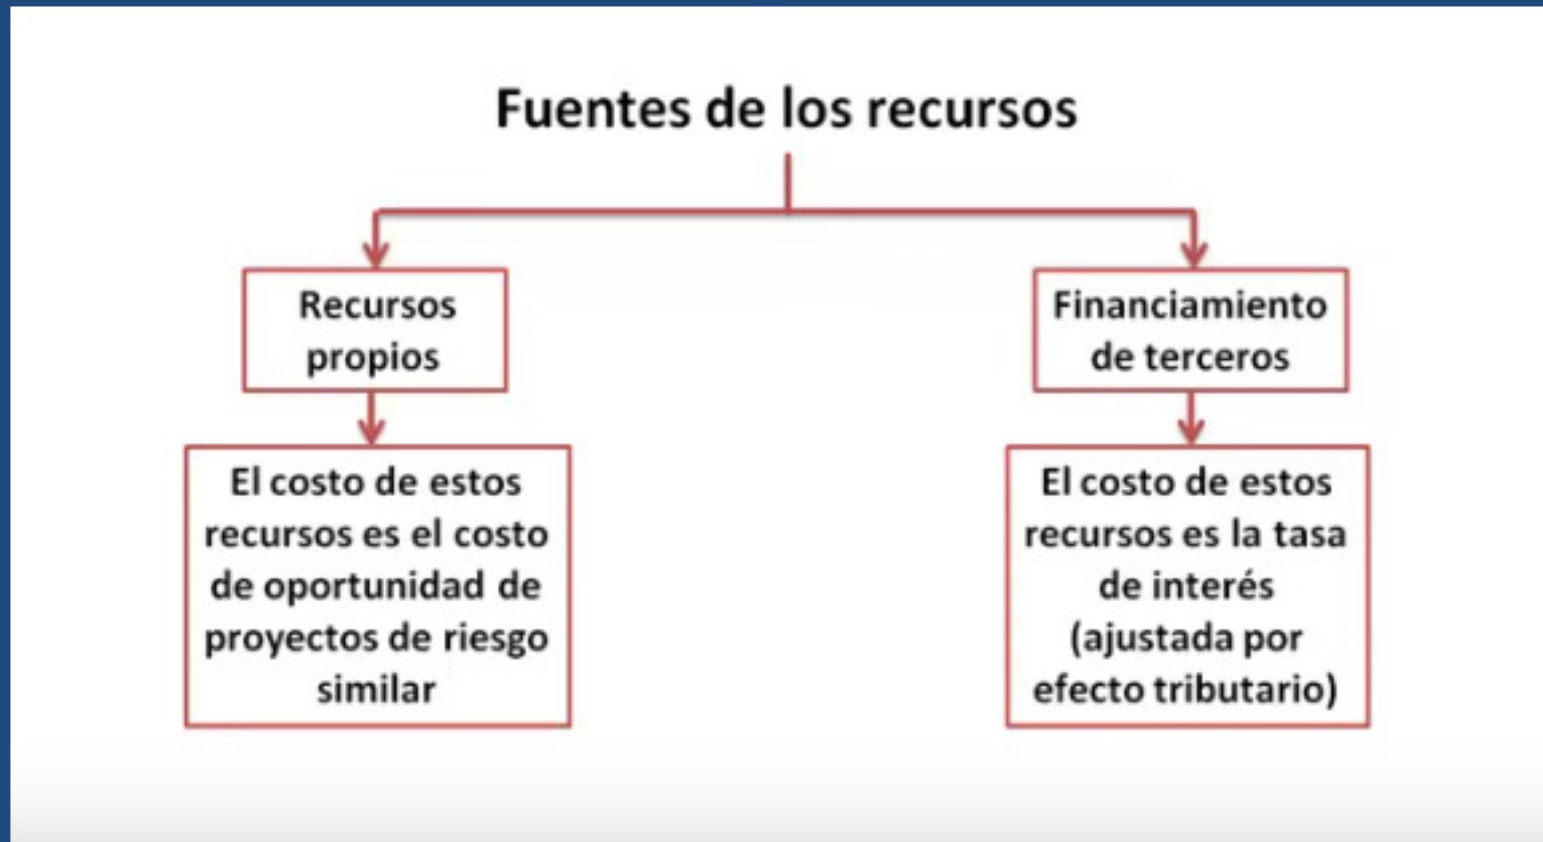 Fuentes de los recursos
Recursos
propios
El costo de estos
recursos es el costo
de oportunidad de
proyectos de riesgo
similar
Financiamiento
de terceros
El costo de estos
recursos es la tasa
de interés
(ajustada por
efecto tributario)